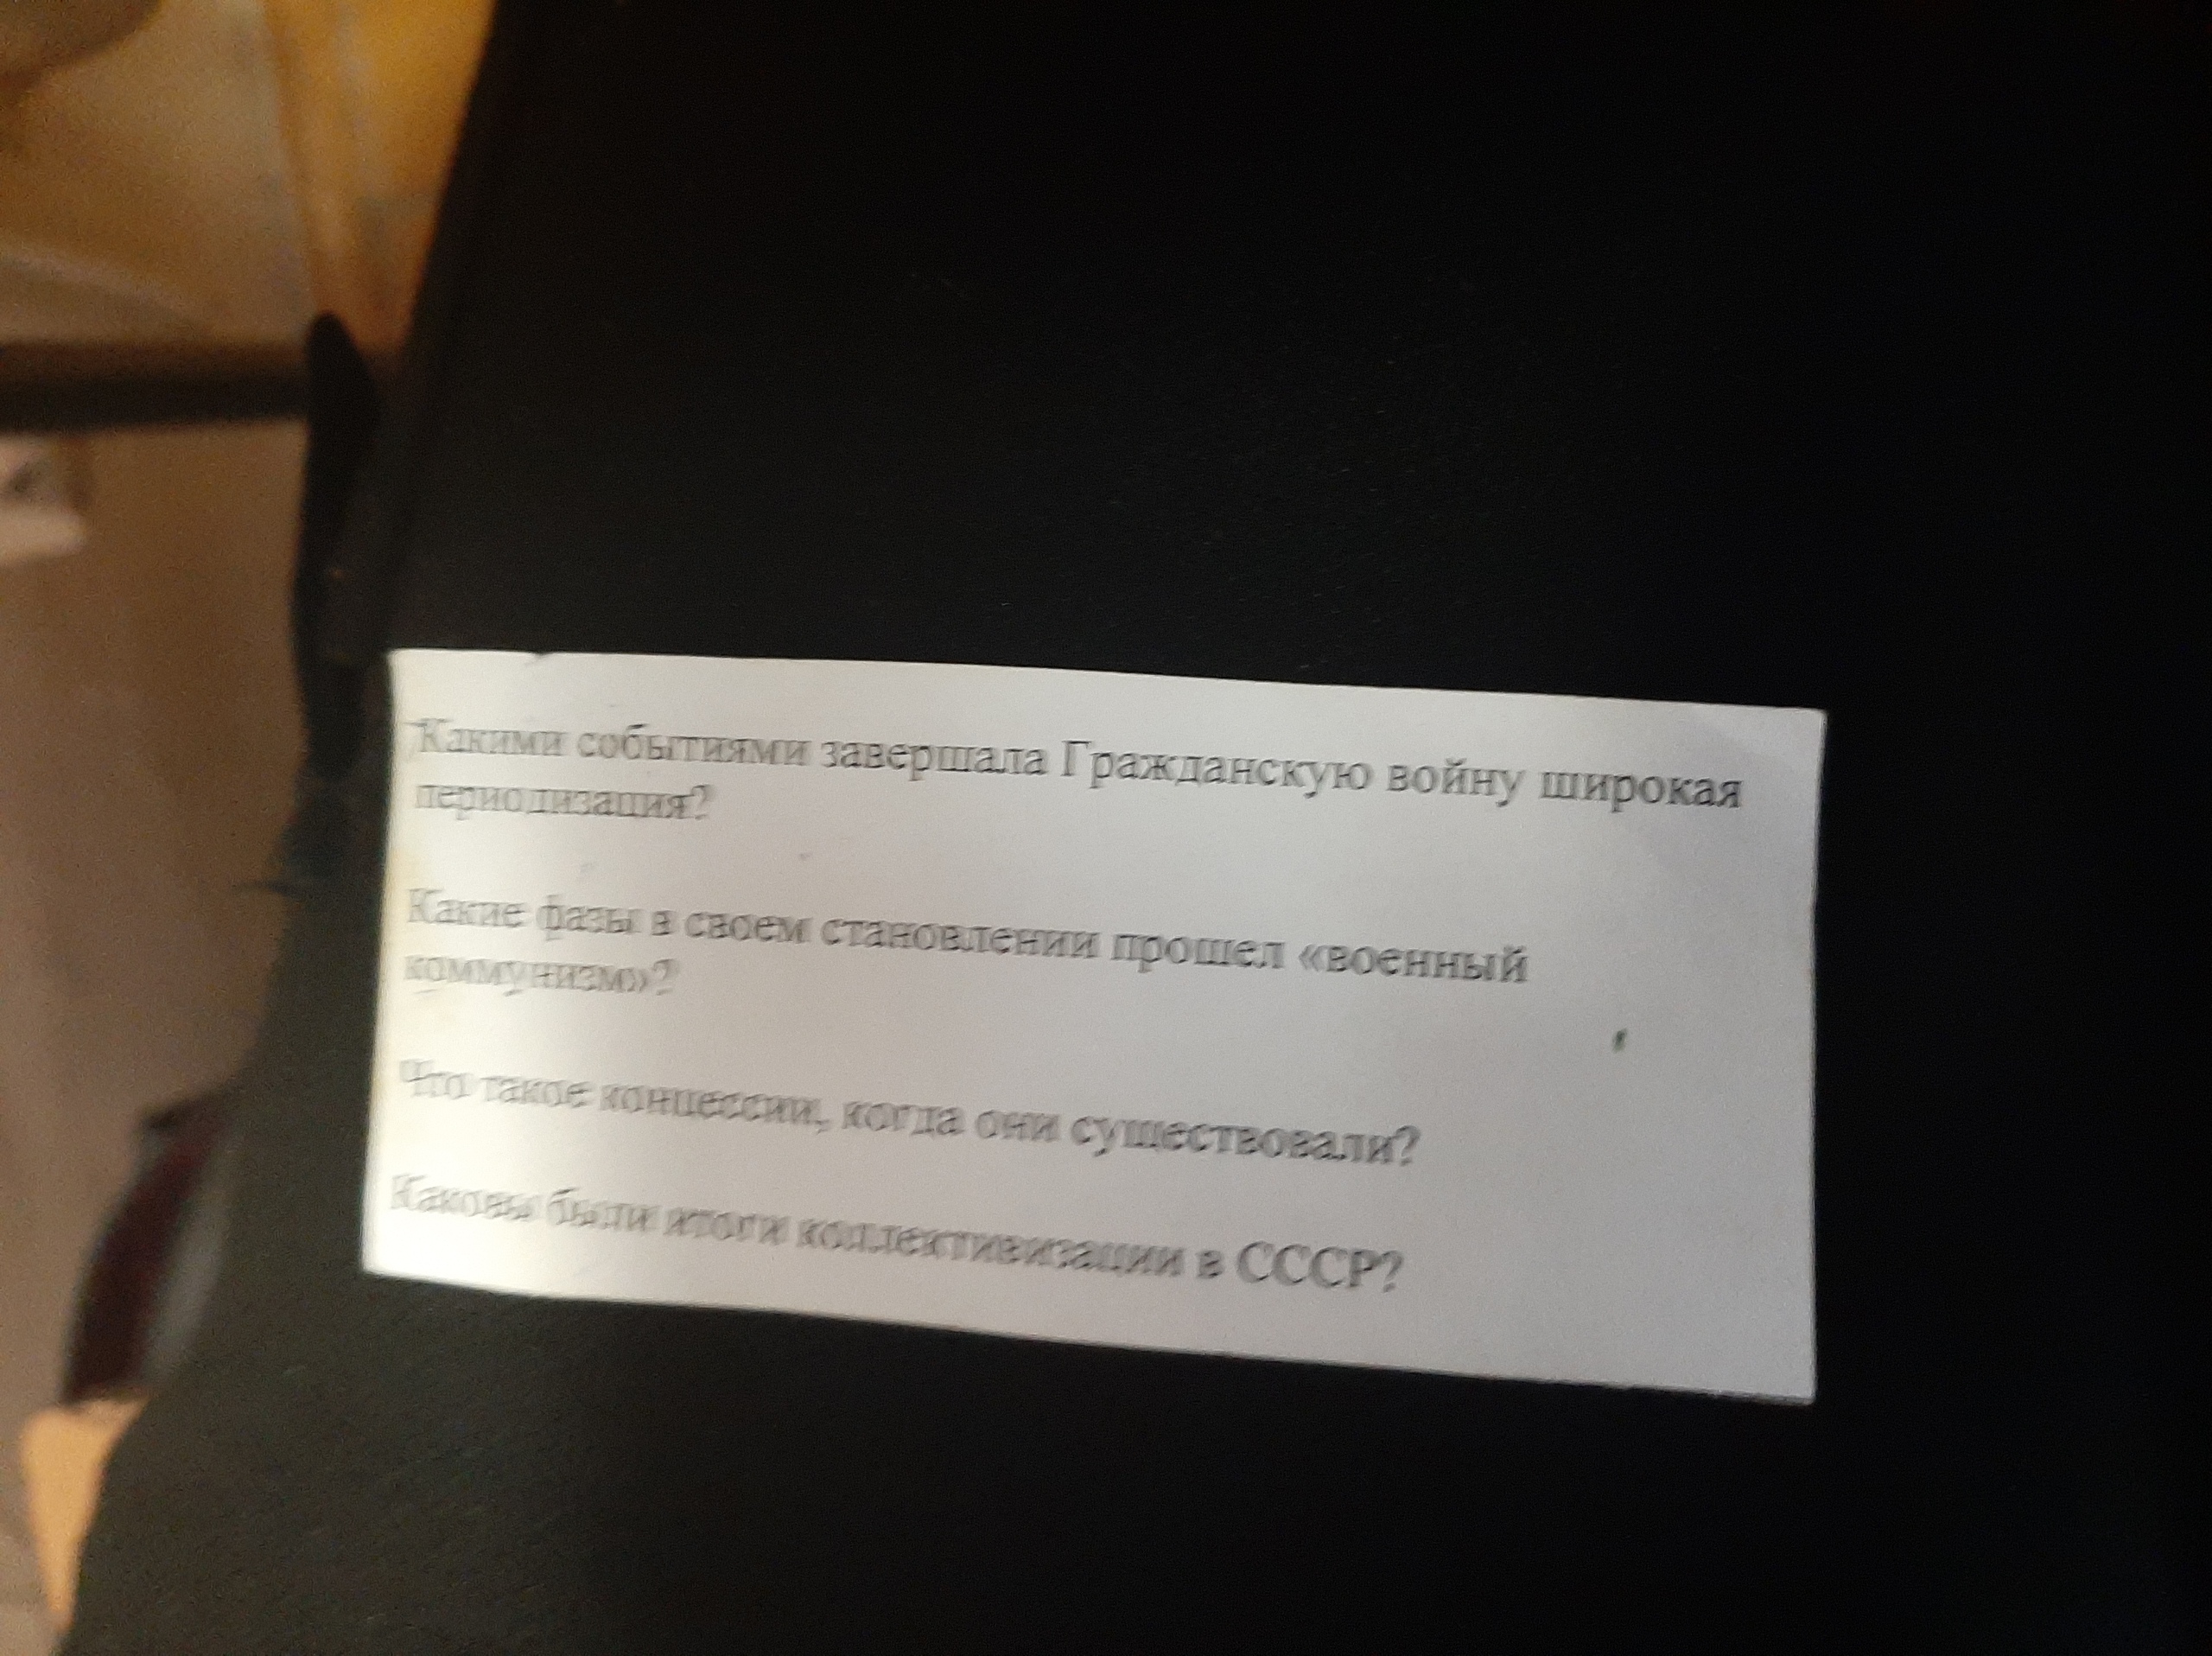 Какими событиями завершала Гражданскую войну широкая
периодизация?
Какие фазы в своем становлении прошел «военный
коммунизм»?
Что такое концессии, когда они существовали?
Каковы были итоги коллективизации в СССР?